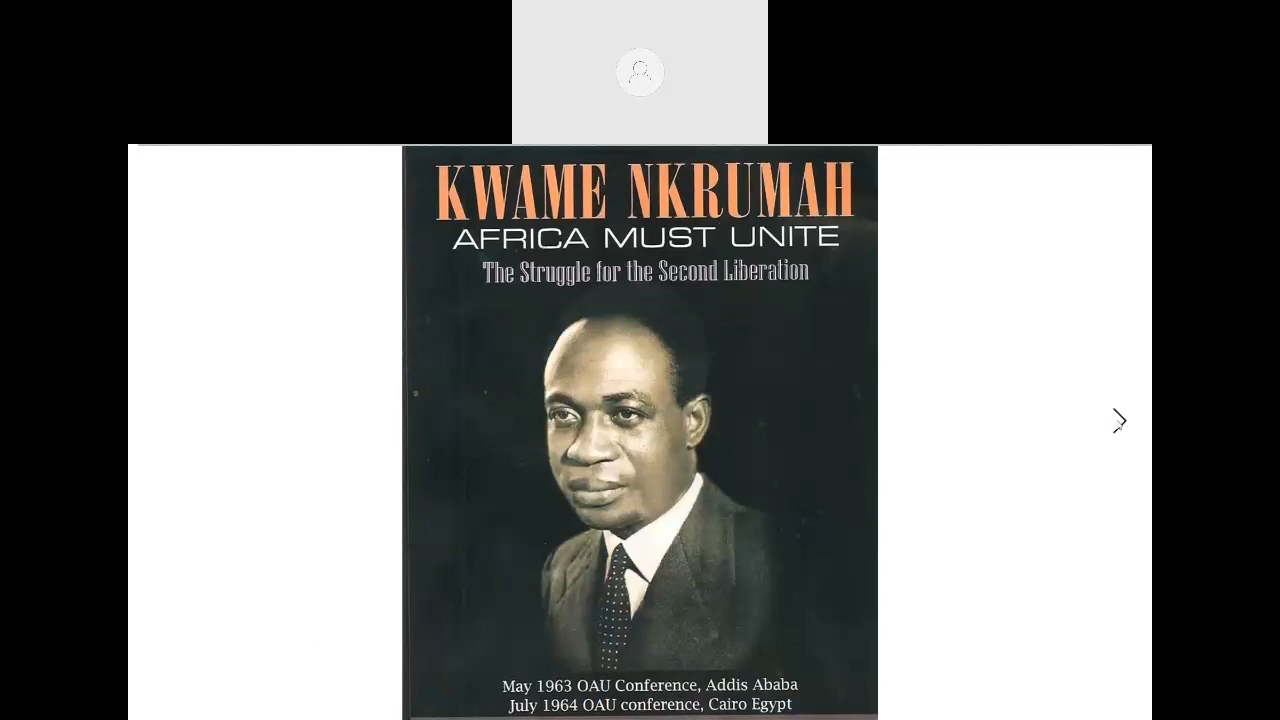 KWAME NKRUMAH
AFRICA MUST UNITE
The Struggle for the Second Liberation
May 1963 OAU Conference, Addis Ababa
July 1964 OAU conference, Cairo Egypt